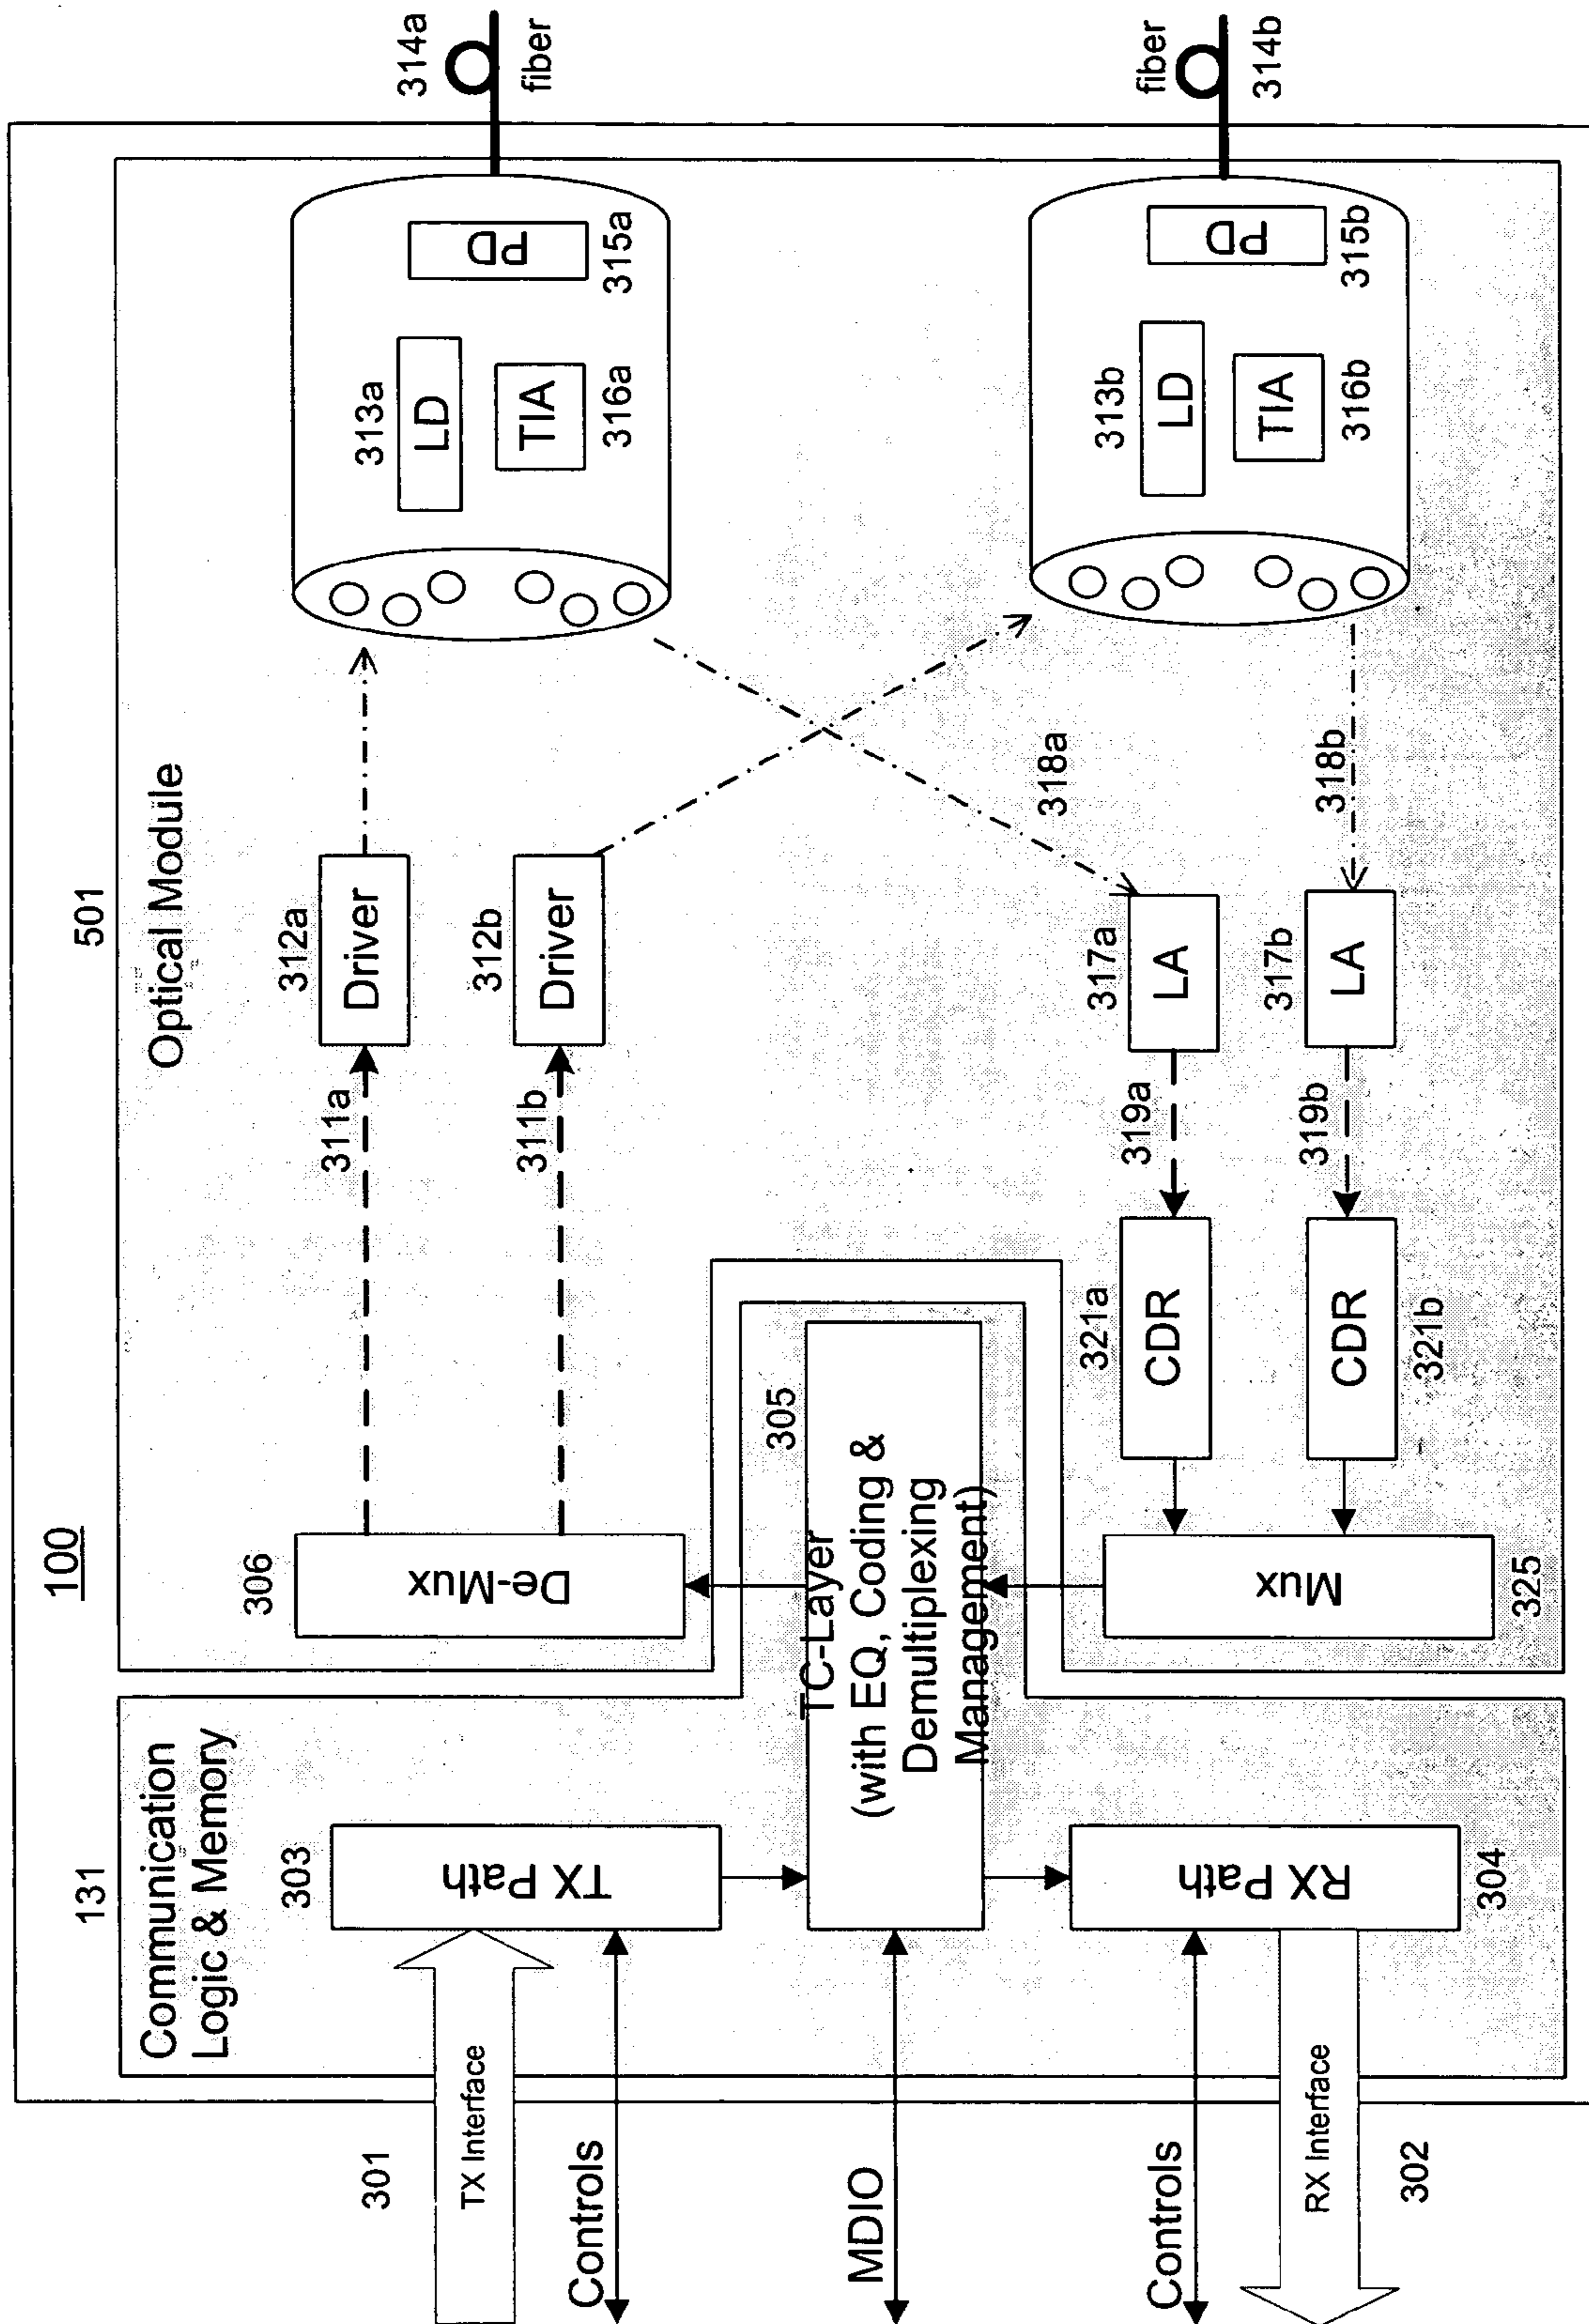 100
131
Communication
Logic & Memory
501
Optical Module
301
TX Interface
Controls
MDIO
Controls
RX Interface
302
303
TX Path
RX Path
304
305
TC-Layer
(with EQ, Coding &
Demultiplexing
Management)
306
De-Mux
Mux
325
311a
311b
312a
Driver
312b
Driver
321a
CDR
CDR
321b
319a
319b
317a
LA
317b
LA
318a
318b
313a
LD
TIA
316a
PD
315a
314a
fiber
313b
LD
TIA
316b
PD
315b
fiber
314b